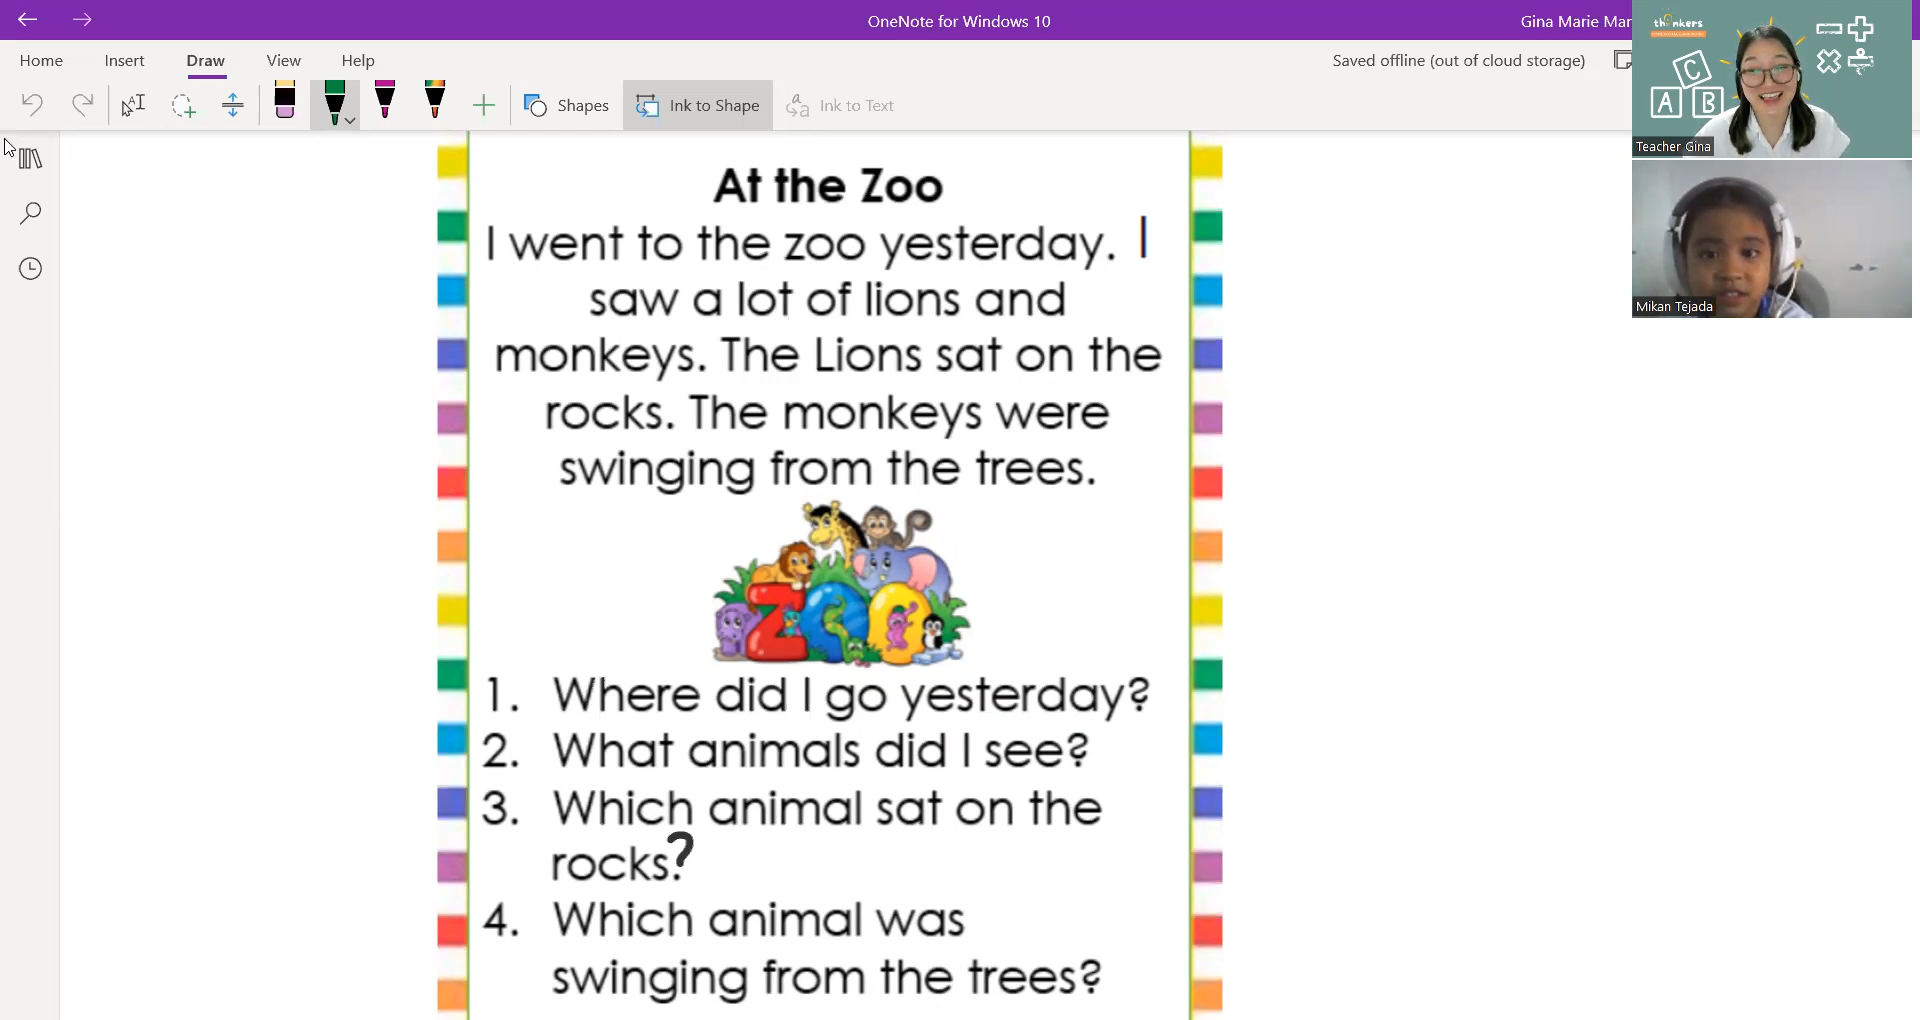 OneNote for Windows 10
Gina Marie Mar
Home Insert Draw View Help
Saved offline (out of cloud storage)
Shapes Ink to Shape Ink to Text
thinkers
C
A B
Teacher Gina
Mikan Tejada
At the Zoo
I went to the zoo yesterday. I
saw a lot of lions and
monkeys. The Lions sat on the
rocks. The monkeys were
swinging from the trees.
ZOO
1. Where did I go yesterday?
2. What animals did I see?
3. Which animal sat on the
rocks.?
4. Which animal was
swinging from the trees?